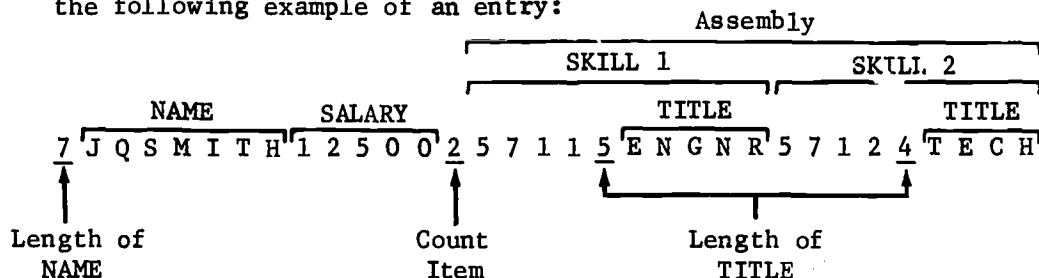 the following example of an entry:
Assembly
SKILL 1 SKILL 2
NAME SALARY TITLE TITLE
7 J Q S M I T H 1 2 5 0 0 2 5 7 1 1 5 E N G N R 5 7 1 2 4 T E C H
Length of Count Length of
NAME Item TITLE